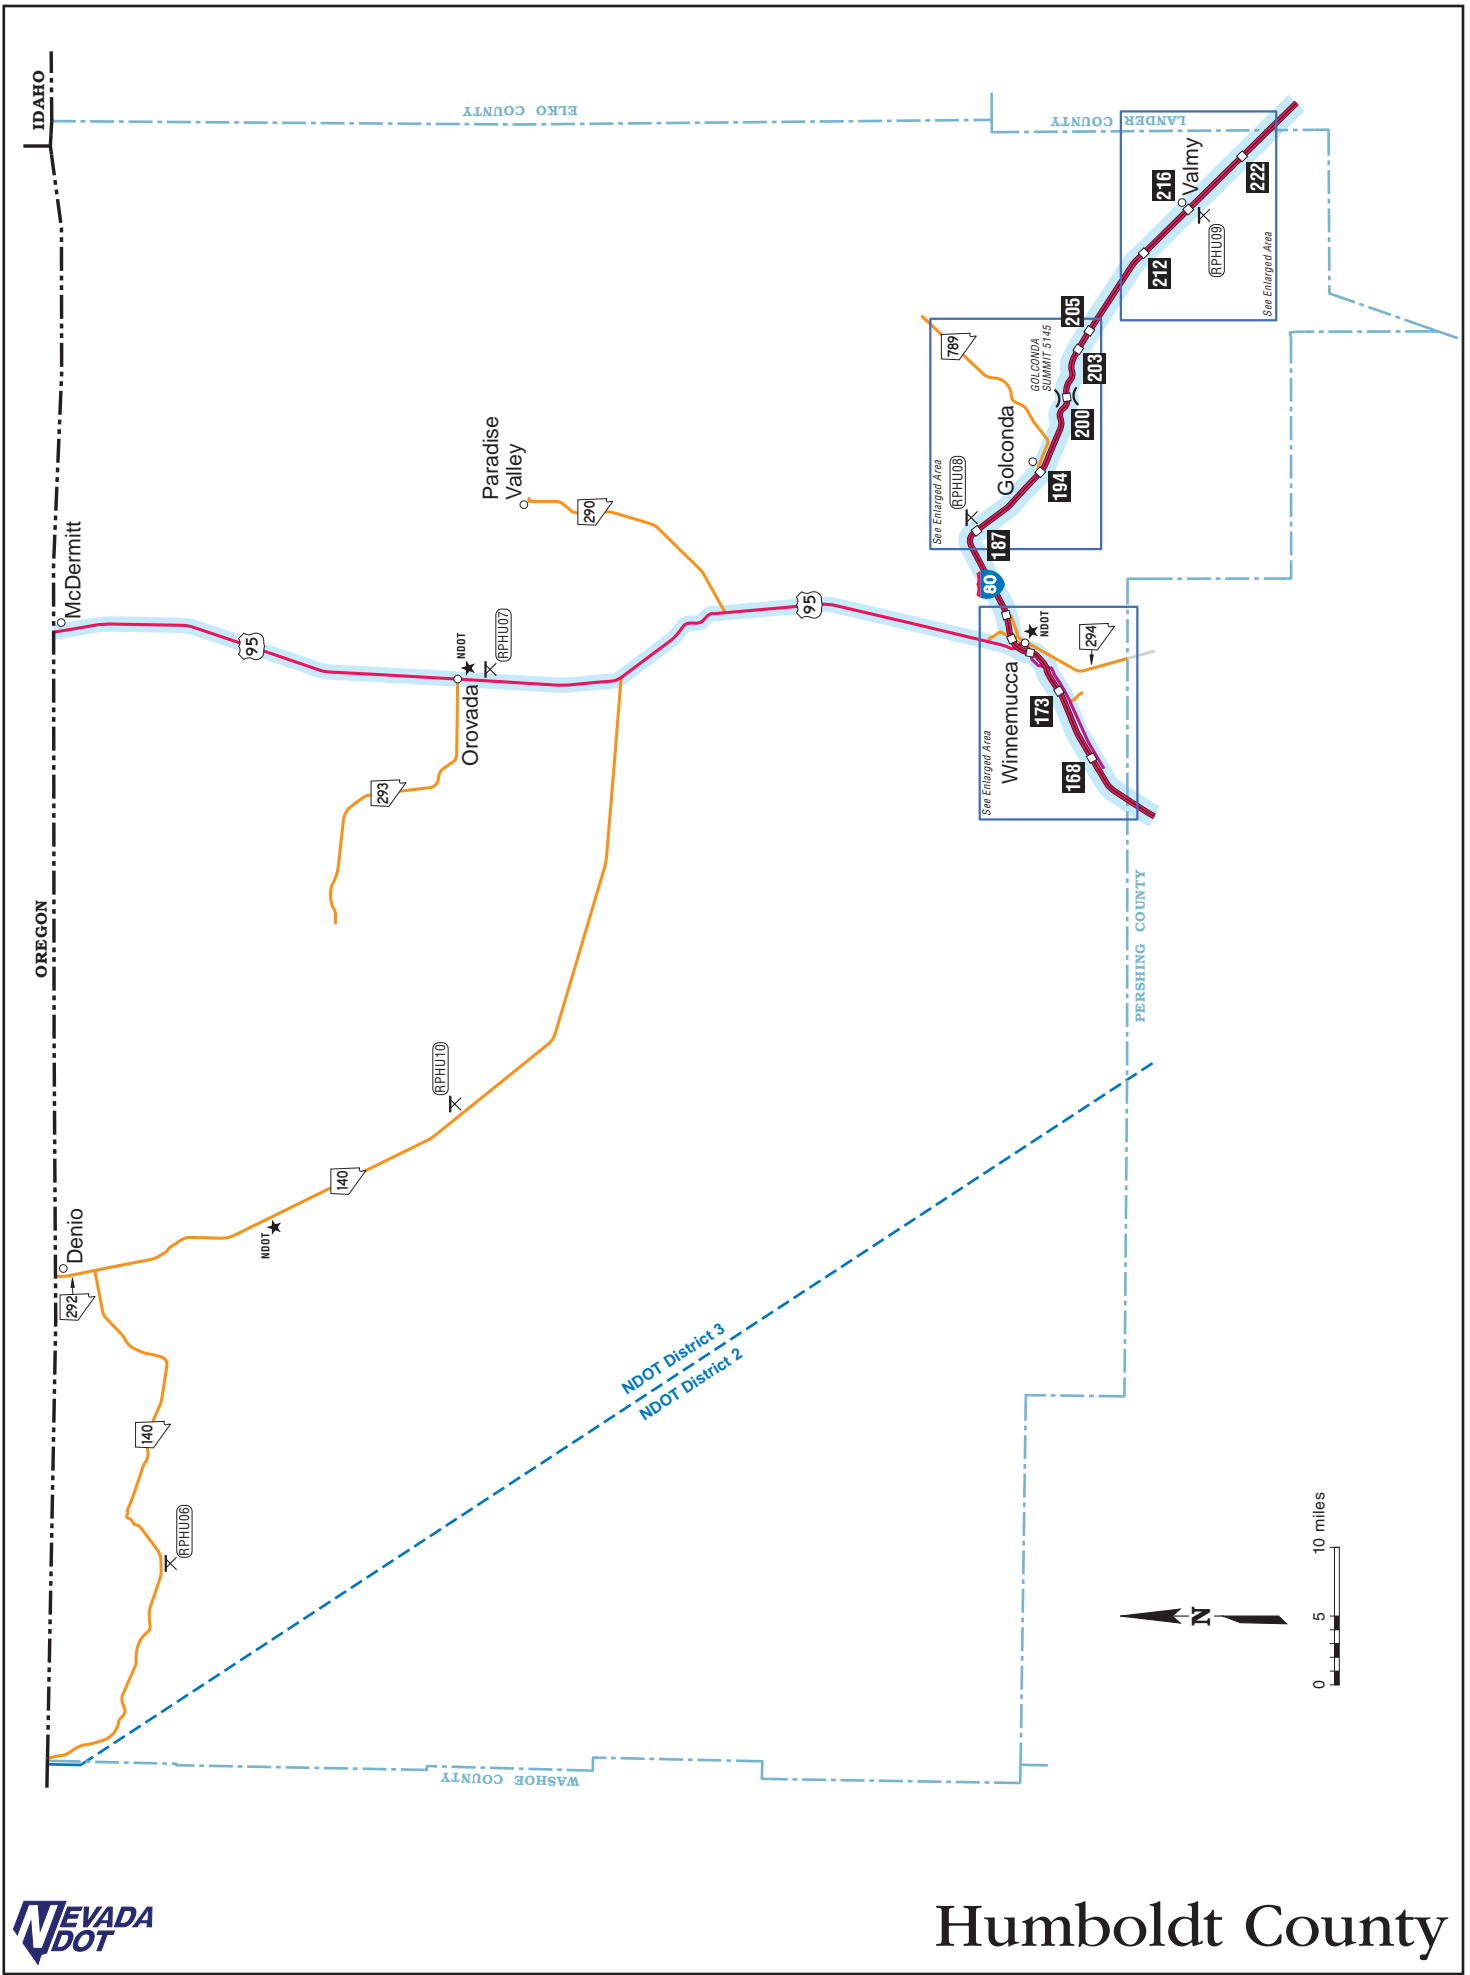 IDAHO
OREGON
ELKO COUNTY
LANDER COUNTY
PERSHING COUNTY
WASHOE COUNTY
McDermitt
95
NDOT
RPHU07
Orovada
293
Paradise
Valley
290
95
140
RPHU10
NDOT
Denio
292
140
RPHU06
NDOT District 3
NDOT District 2
See Enlarged Area
Winnemucca
NDOT
294
173
168
80
See Enlarged Area
RPHU08
187
Golconda
194
789
GOLCONDA
SUMMIT 5145
200
203
205
See Enlarged Area
212
216
Valmy
RPHU09
222
N
0 5 10 miles
NEVADA
DOT
Humboldt County